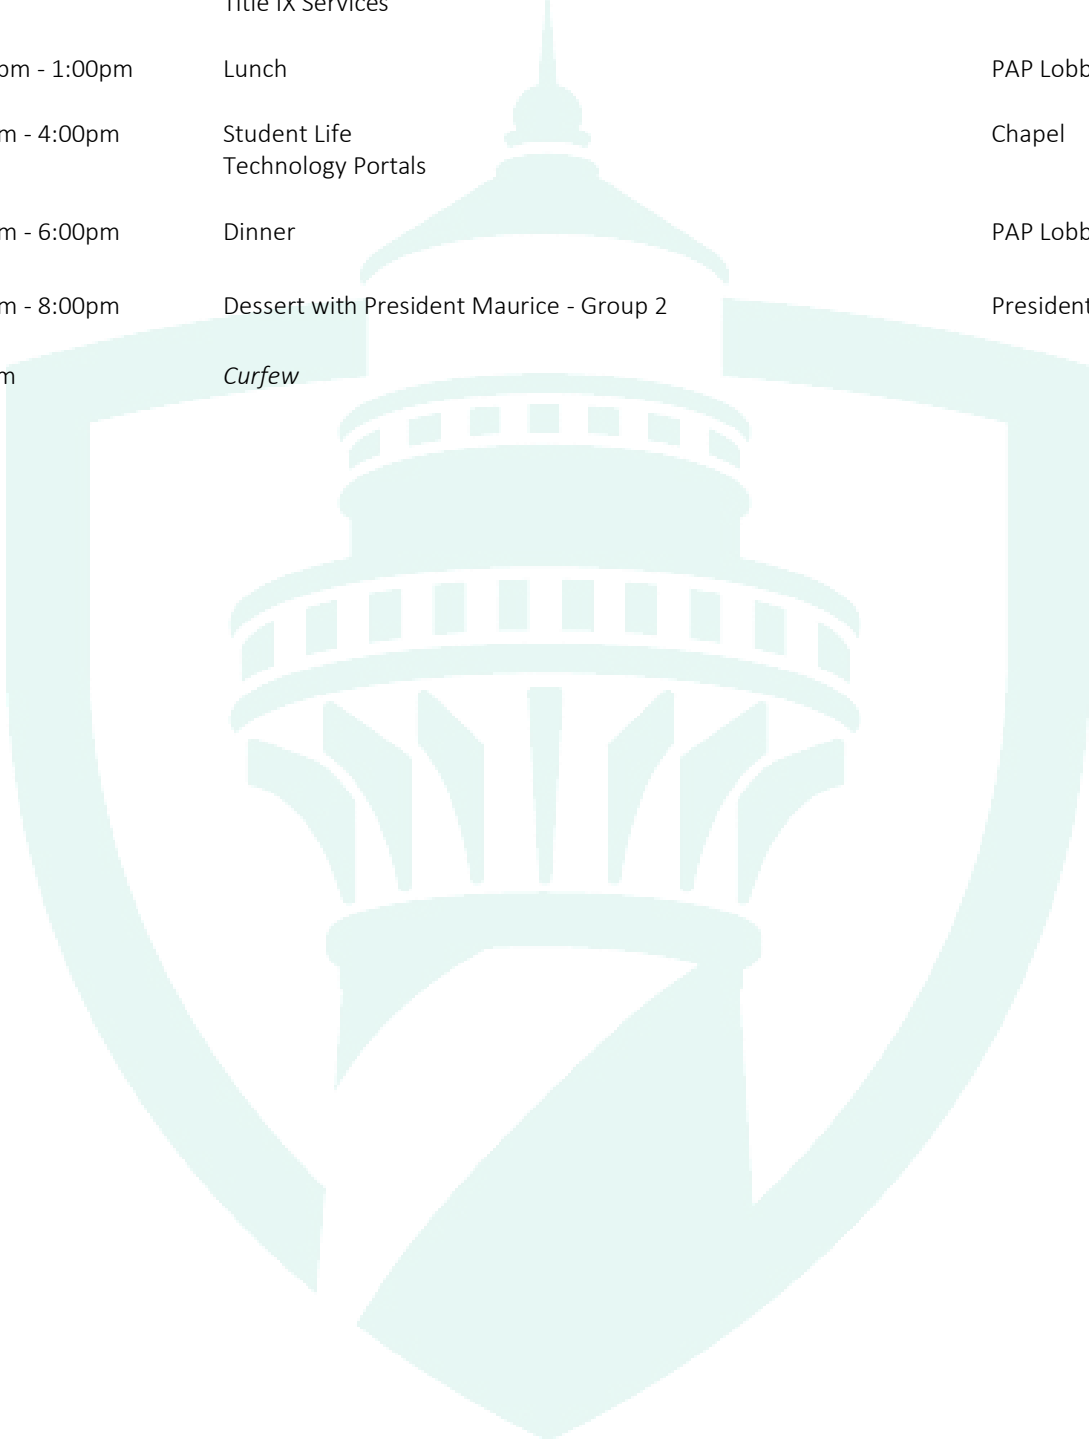 Title IX Services
pm - 1:00pm Lunch PAP Lobb
m - 4:00pm Student Life Chapel
Technology Portals
m - 6:00pm Dinner PAP Lobb
m - 8:00pm Dessert with President Maurice - Group 2 President
m Curfew